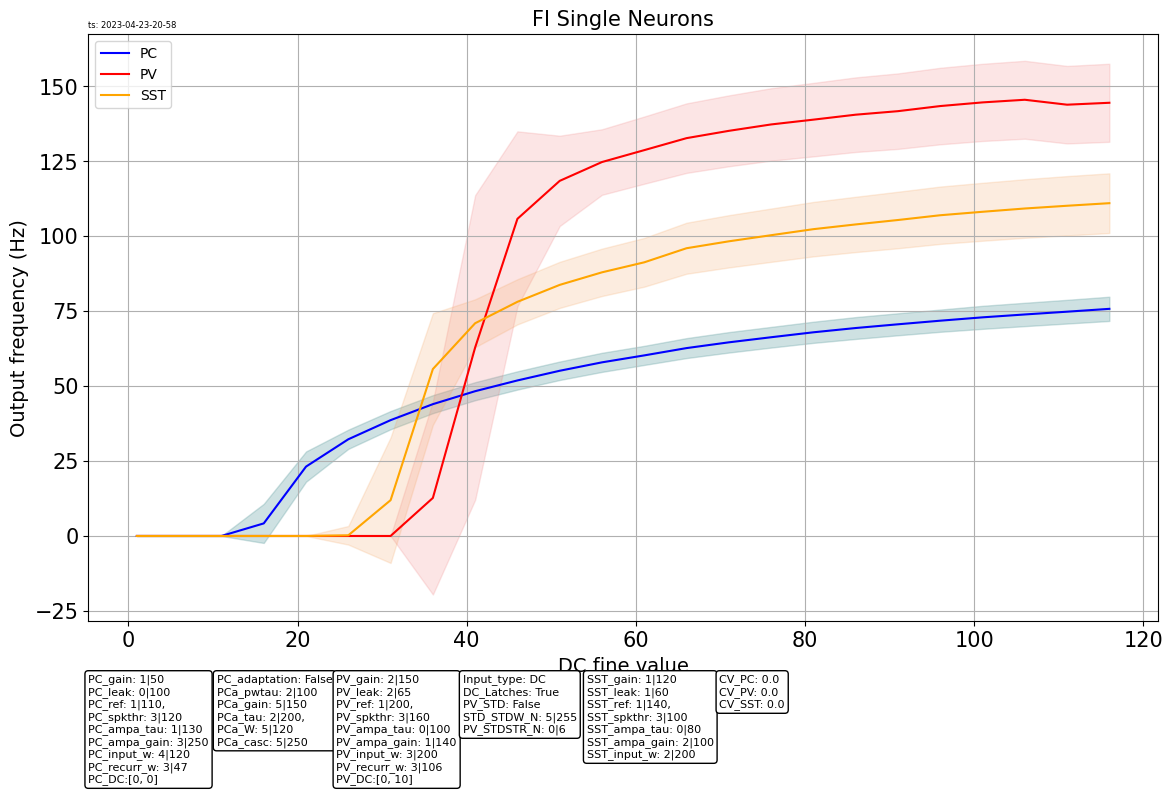 FI Single Neurons
ts: 2023-04-23-20-58
PC
PV
SST
Output frequency (Hz)
150
125
100
75
50
25
0
−25
0
20
40
60
80
100
120
DC fine value
PC_gain: 1|50
PC_leak: 0|100
PC_ref: 1|110,
PC_spkthr: 3|120
PC_ampa_tau: 1|130
PC_ampa_gain: 3|250
PC_input_w: 4|120
PC_recurr_w: 3|47
PC_DC:[0, 0]
PC_adaptation: False
PCa_pwtau: 2|100
PCa_gain: 5|150
PCa_tau: 2|200,
PCa_W: 5|120
PCa_casc: 5|250
PV_gain: 2|150
PV_leak: 2|65
PV_ref: 1|200,
PV_spkthr: 3|160
PV_ampa_tau: 0|100
PV_ampa_gain: 1|140
PV_input_w: 3|200
PV_recurr_w: 3|106
PV_DC:[0, 10]
Input_type: DC
DC_Latches: True
PV_STD: False
STD_STDW_N: 5|255
PV_STDSTR_N: 0|6
SST_gain: 1|120
SST_leak: 1|60
SST_ref: 1|140,
SST_spkthr: 3|100
SST_ampa_tau: 0|80
SST_ampa_gain: 2|100
SST_input_w: 2|200
CV_PC: 0.0
CV_PV: 0.0
CV_SST: 0.0